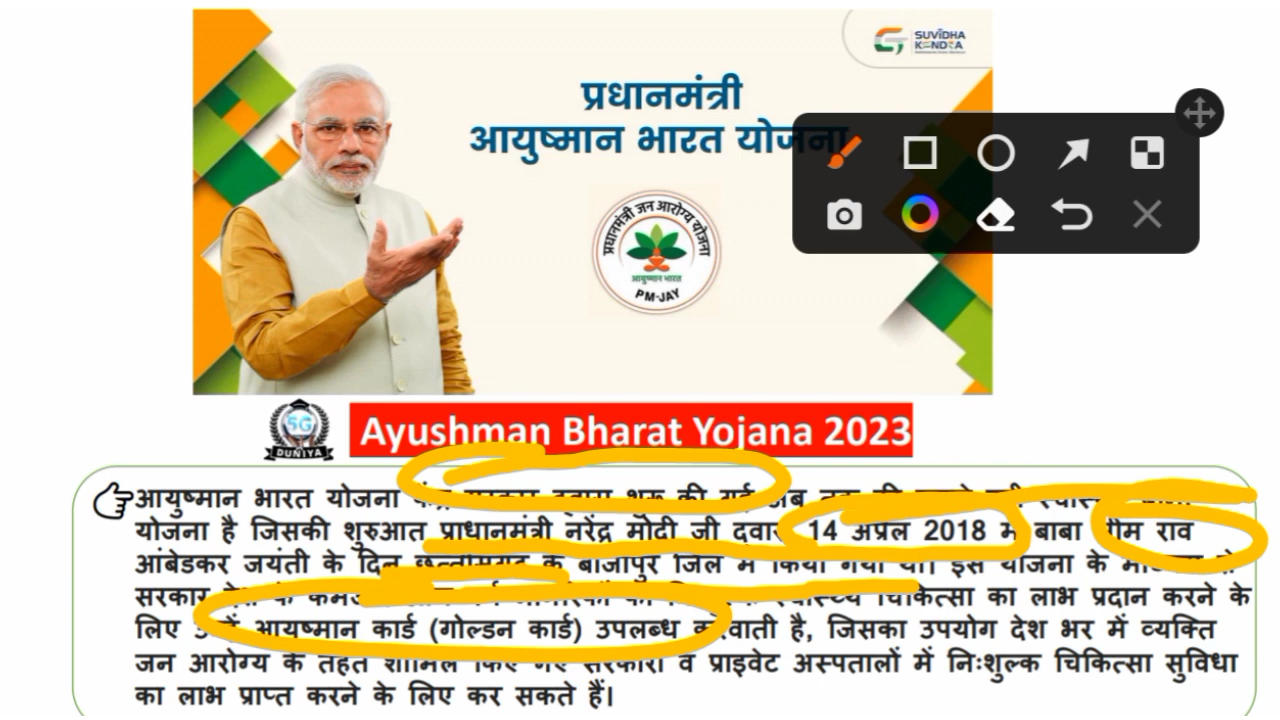 SUVIDHA
KENDRA
प्रधानमंत्री
आयुष्मान भारत योजना
प्रधानमंत्री जन आरोग्य योजना
आयुष्मान भारत
PM-JAY
5G
DUNIYA
Ayushman Bharat Yojana 2023
आयुष्मान भारत योजना शुरू की गई
योजना है जिसकी शुरुआत प्राधानमंत्री नरेंद्र मोदी जी दवारा 14 अप्रैल 2018 में बाबा भीम राव
आंबेडकर जयंती के दिन छत्तीसगढ़ के बीजापुर जिले में किया गया था। इस योजना के
सरकार देश के स्वास्थ्य चिकित्सा का लाभ प्रदान करने के
लिए आयुष्मान कार्ड (गोल्डन कार्ड) उपलब्ध करवाती है, जिसका उपयोग देश भर में व्यक्ति
जन आरोग्य के तहत शामिल किए गए सरकारी व प्राइवेट अस्पतालों में निःशुल्क चिकित्सा सुविधा
का लाभ प्राप्त करने के लिए कर सकते हैं।